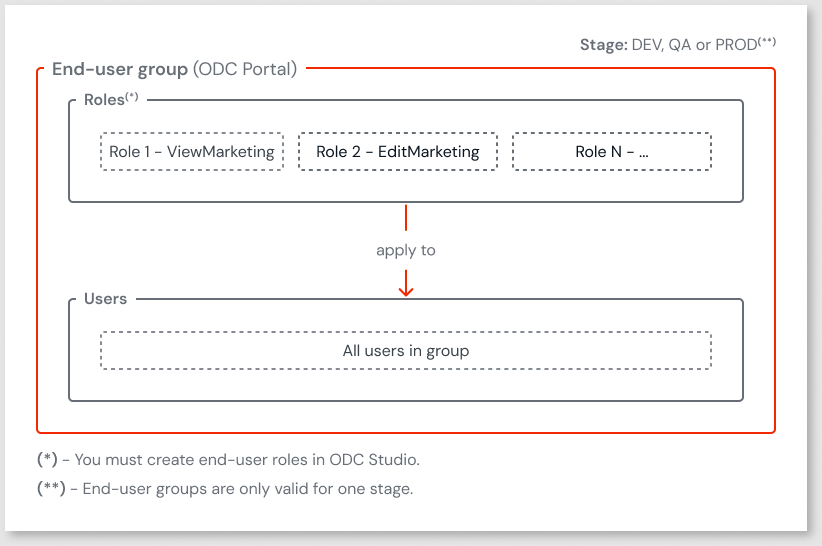 Stage: DEV, QA or PROD(**)
End-user group (ODC Portal)
Roles(*)
Role 1 - ViewMarketing
Role 2 - EditMarketing
Role N - ...
apply to
Users
All users in group
(*) - You must create end-user roles in ODC Studio.
(**) - End-user groups are only valid for one stage.